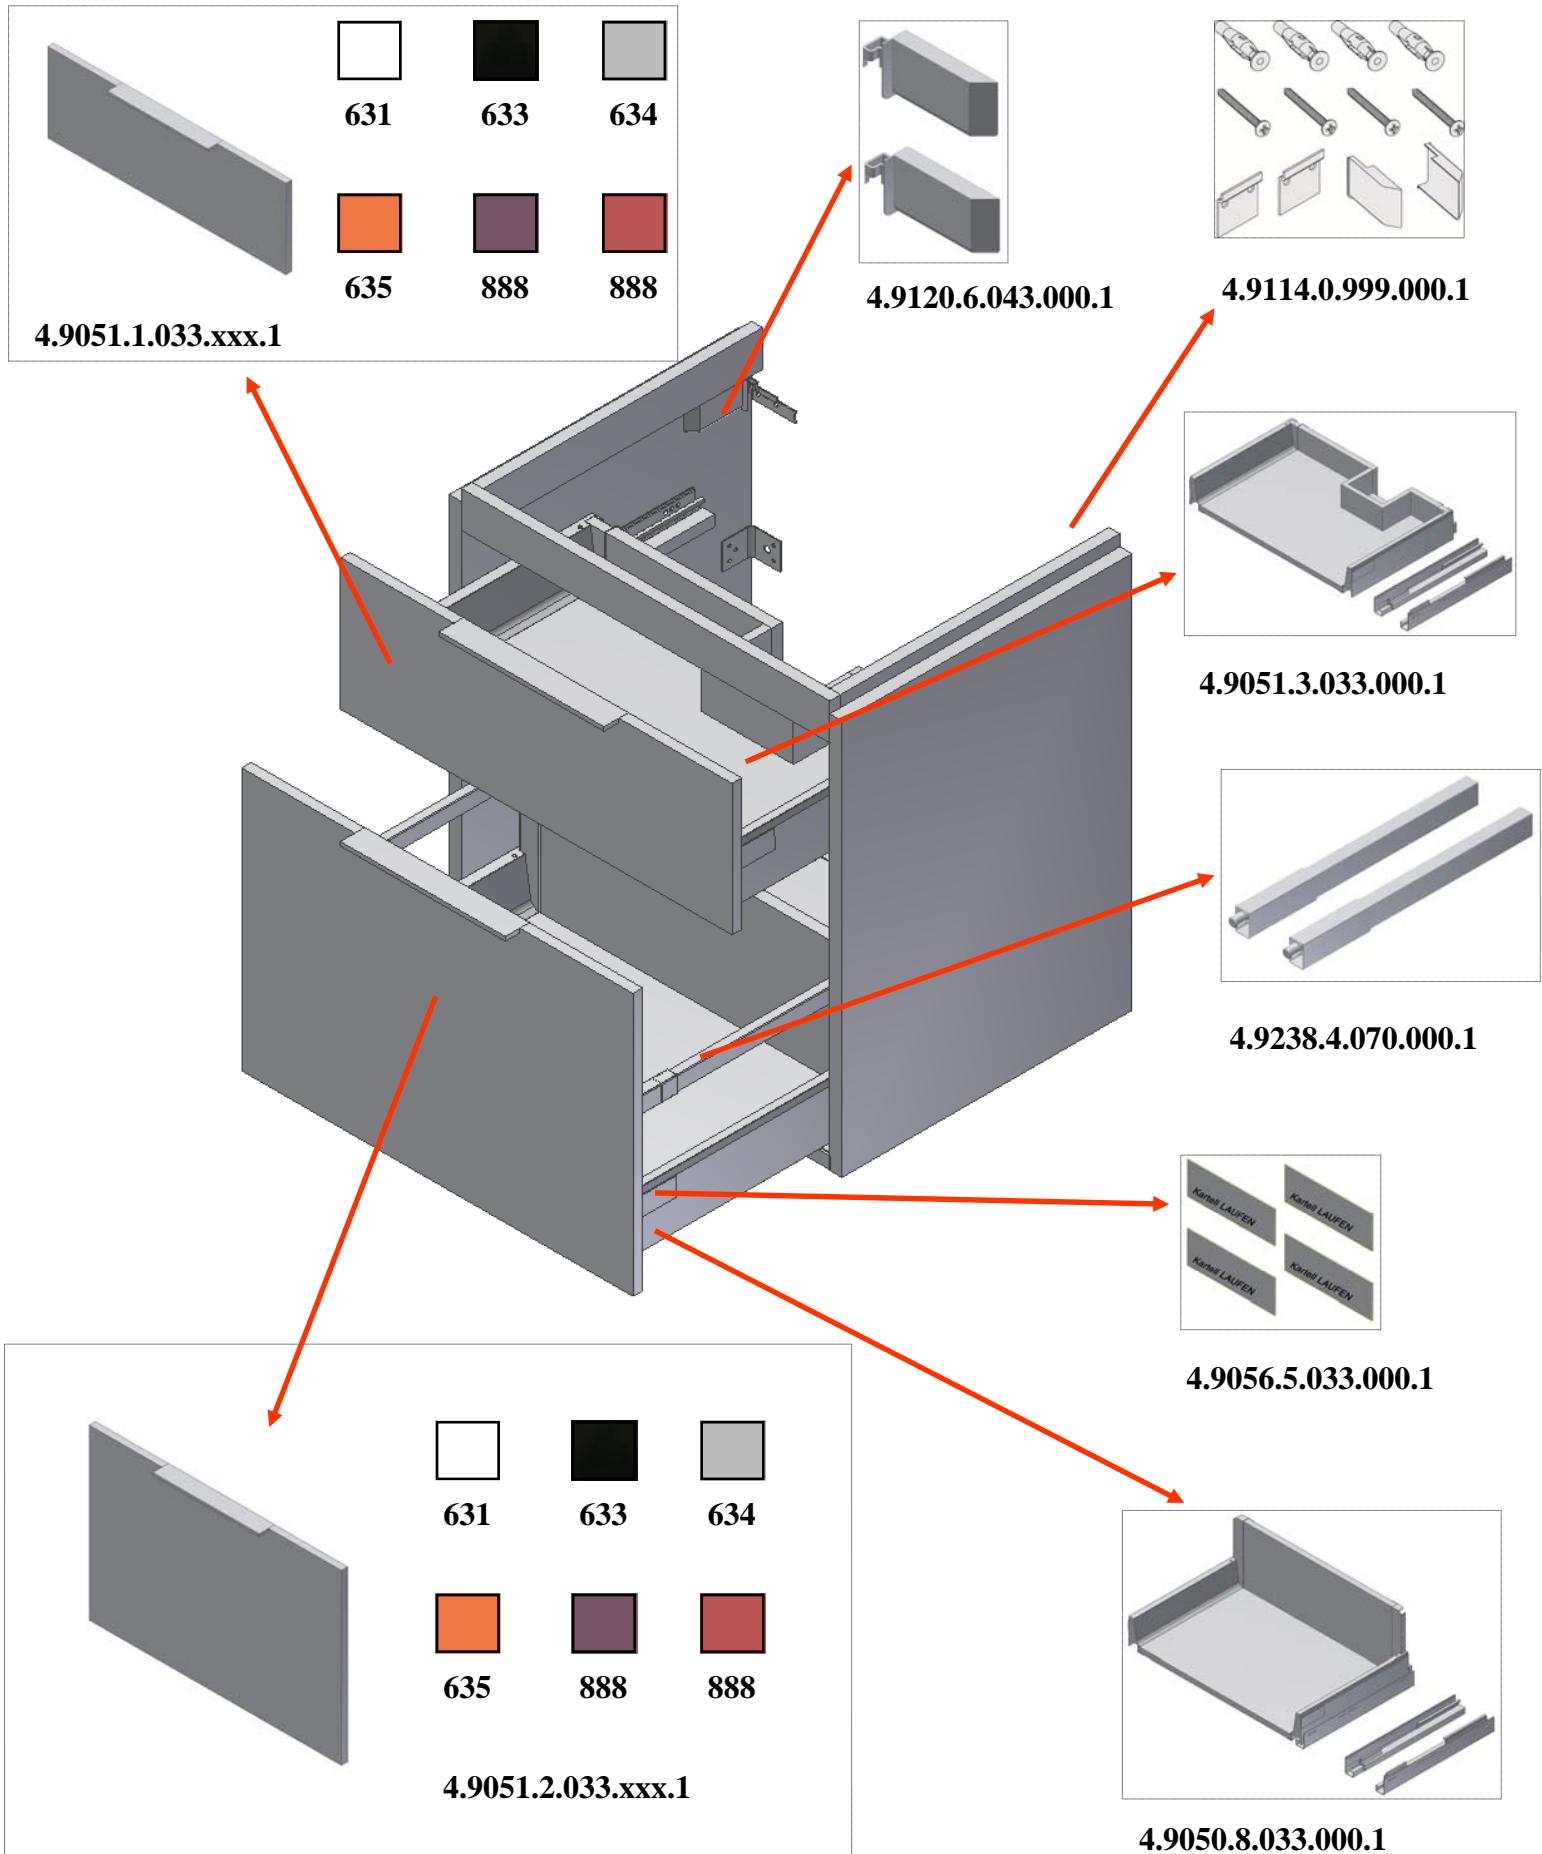 631 633 634
635 888 888
4.9051.1.033.xxx.1
4.9120.6.043.000.1
4.9114.0.999.000.1
4.9051.3.033.000.1
4.9238.4.070.000.1
Kartell LAUFEN
Kartell LAUFEN
Kartell LAUFEN
Kartell LAUFEN
4.9056.5.033.000.1
631 633 634
635 888 888
4.9051.2.033.xxx.1
4.9050.8.033.000.1